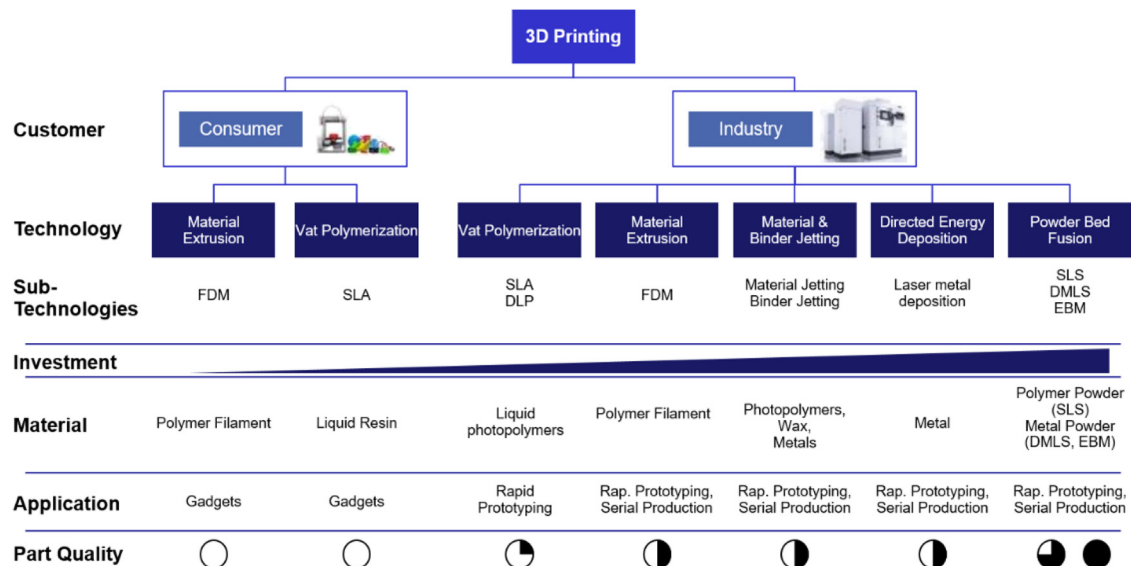 3D Printing
Customer
Consumer
Industry
Technology
Material
Extrusion
Vat Polymerization
Vat Polymerization
Material
Extrusion
Material &
Binder Jetting
Directed Energy
Deposition
Powder Bed
Fusion
Sub-
Technologies
FDM
SLA
SLA
DLP
FDM
Material Jetting
Binder Jetting
Laser metal
deposition
SLS
DMLS
EBM
Investment
Material
Polymer Filament
Liquid Resin
Liquid
photopolymers
Polymer Filament
Photopolymers,
Wax,
Metals
Metal
Polymer Powder
(SLS)
Metal Powder
(DMLS, EBM)
Application
Gadgets
Gadgets
Rapid
Prototyping
Rap. Prototyping,
Serial Production
Rap. Prototyping,
Serial Production
Rap. Prototyping,
Serial Production
Rap. Prototyping,
Serial Production
Part Quality